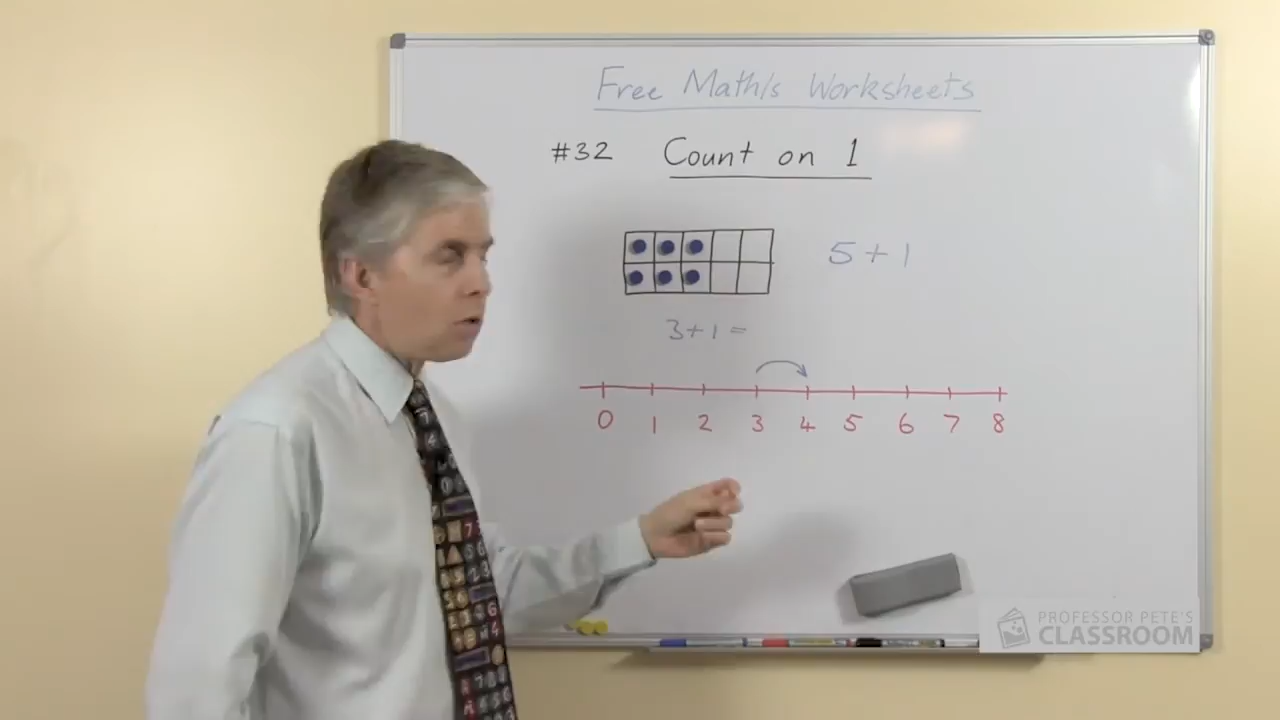 Free Math/s Worksheets
#32 Count on 1
5+1
3+1=
0 1 2 3 4 5 6 7 8
PROFESSOR PETE'S
CLASSROOM